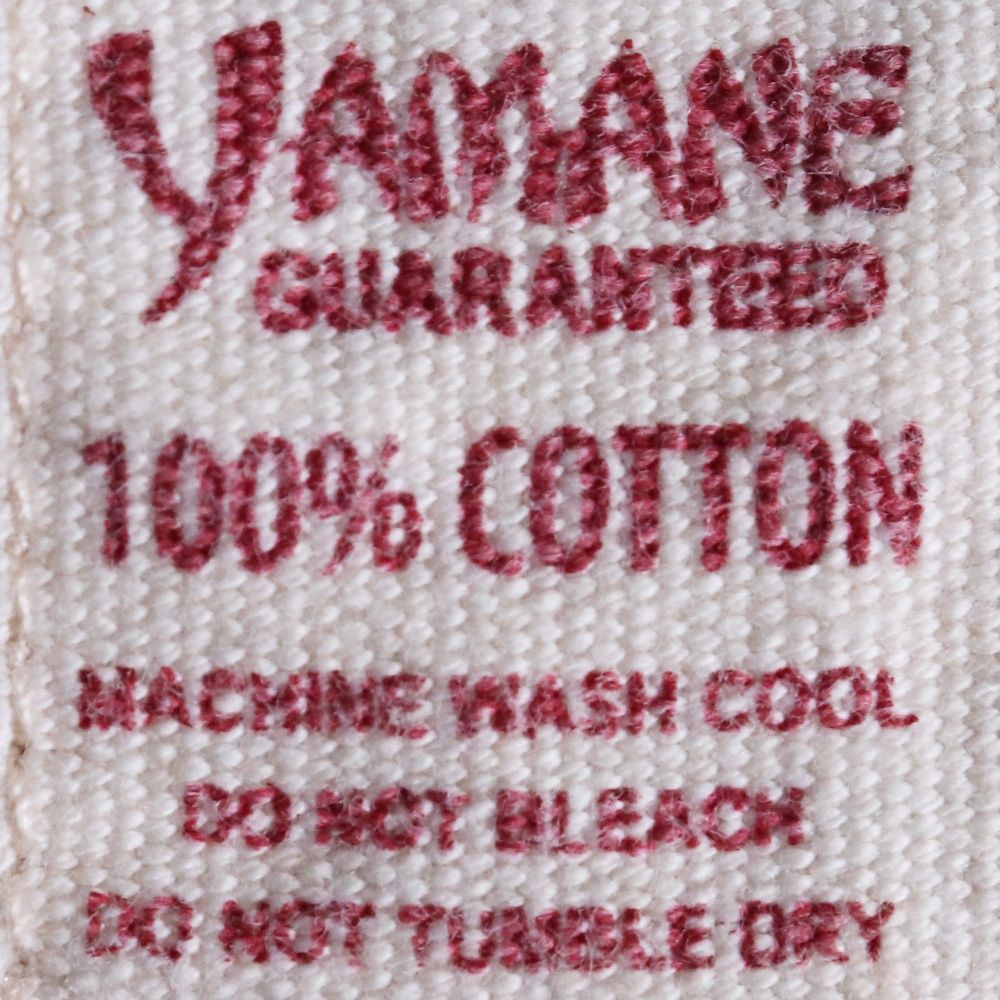 YAMANE
GUARANTEED
100% COTTON
MACHINE WASH COOL
DO NOT BLEACH
DO NOT TUMBLE DRY